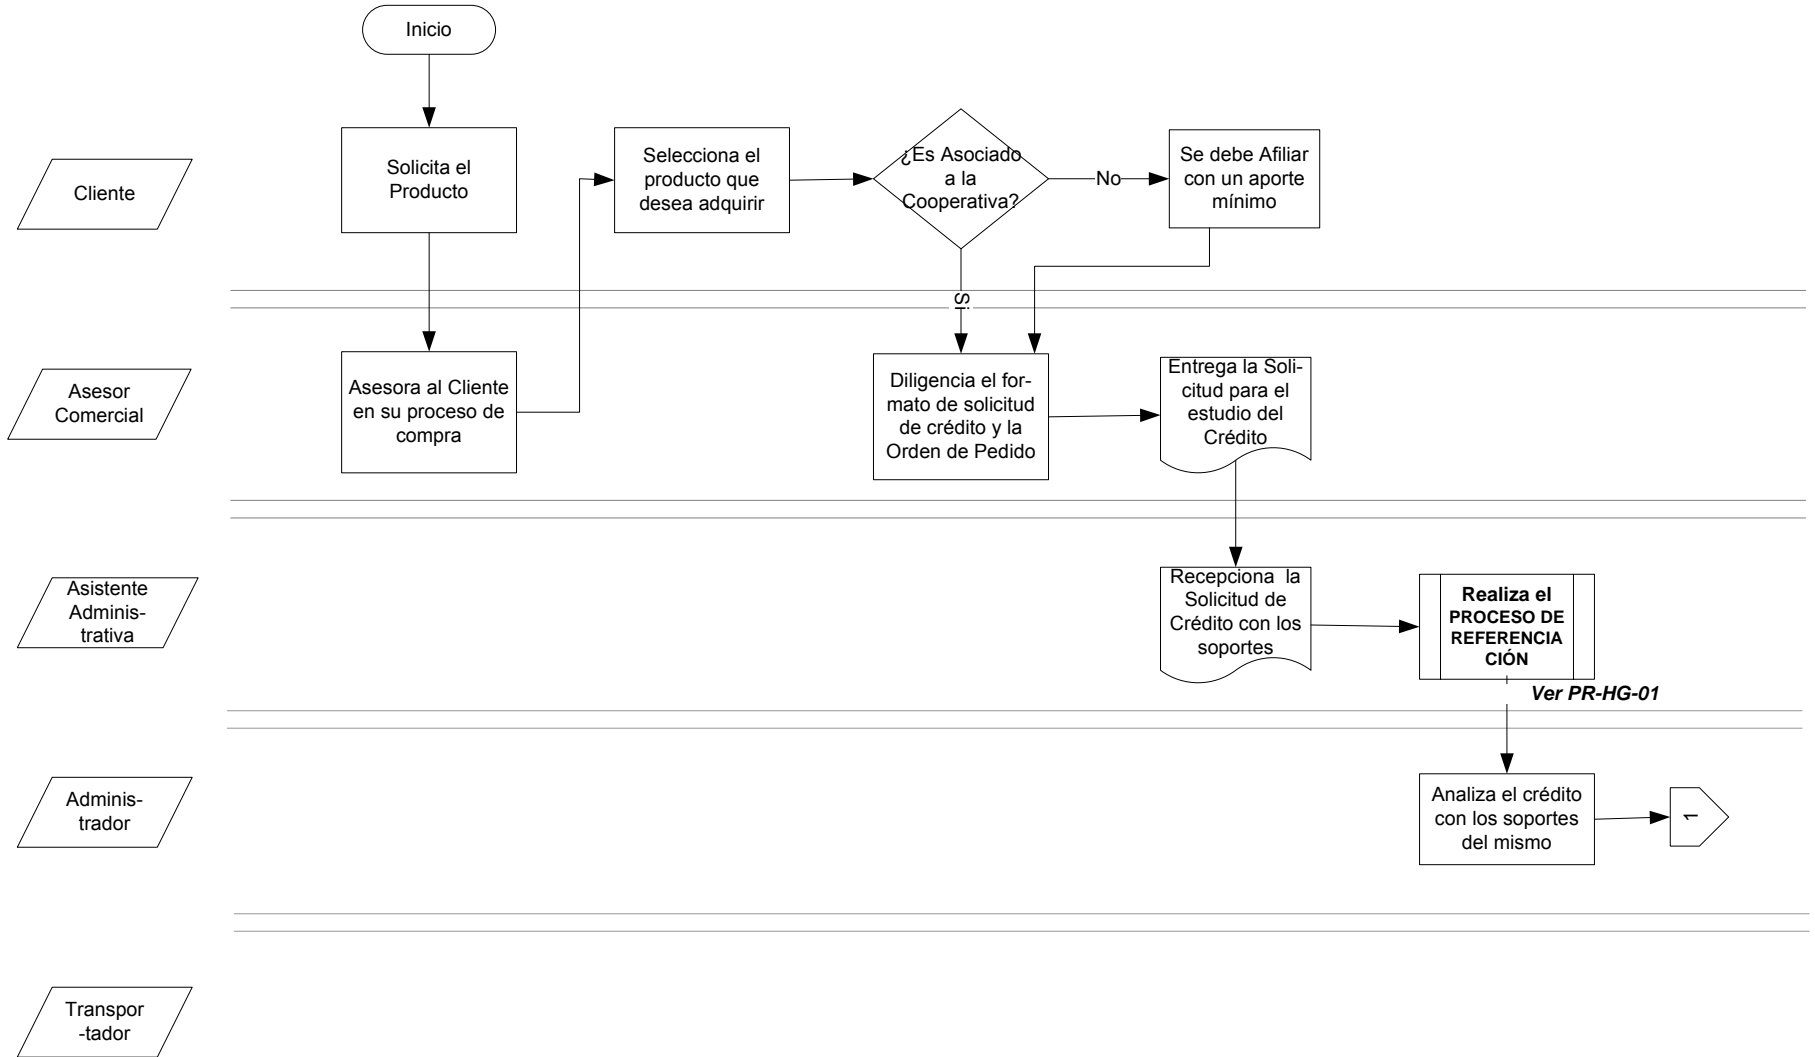 Inicio
Cliente
Solicita el
Producto
Selecciona el
producto que
desea adquirir
¿Es Asociado
a la
Cooperativa?
No
Se debe Afiliar
con un aporte
mínimo
Si
Asesor
Comercial
Asesora al Cliente
en su proceso de
compra
Diligencia el for-
mato de solicitud
de crédito y la
Orden de Pedido
Entrega la Soli-
citud para el
estudio del
Crédito
Asistente
Adminis-
trativa
Recepciona  la
Solicitud de
Crédito con los
soportes
Realiza el
PROCESO DE
REFERENCIA
CIÓN
Ver PR-HG-01
Adminis-
trador
Analiza el crédito
con los soportes
del mismo
1
Transpor
-tador